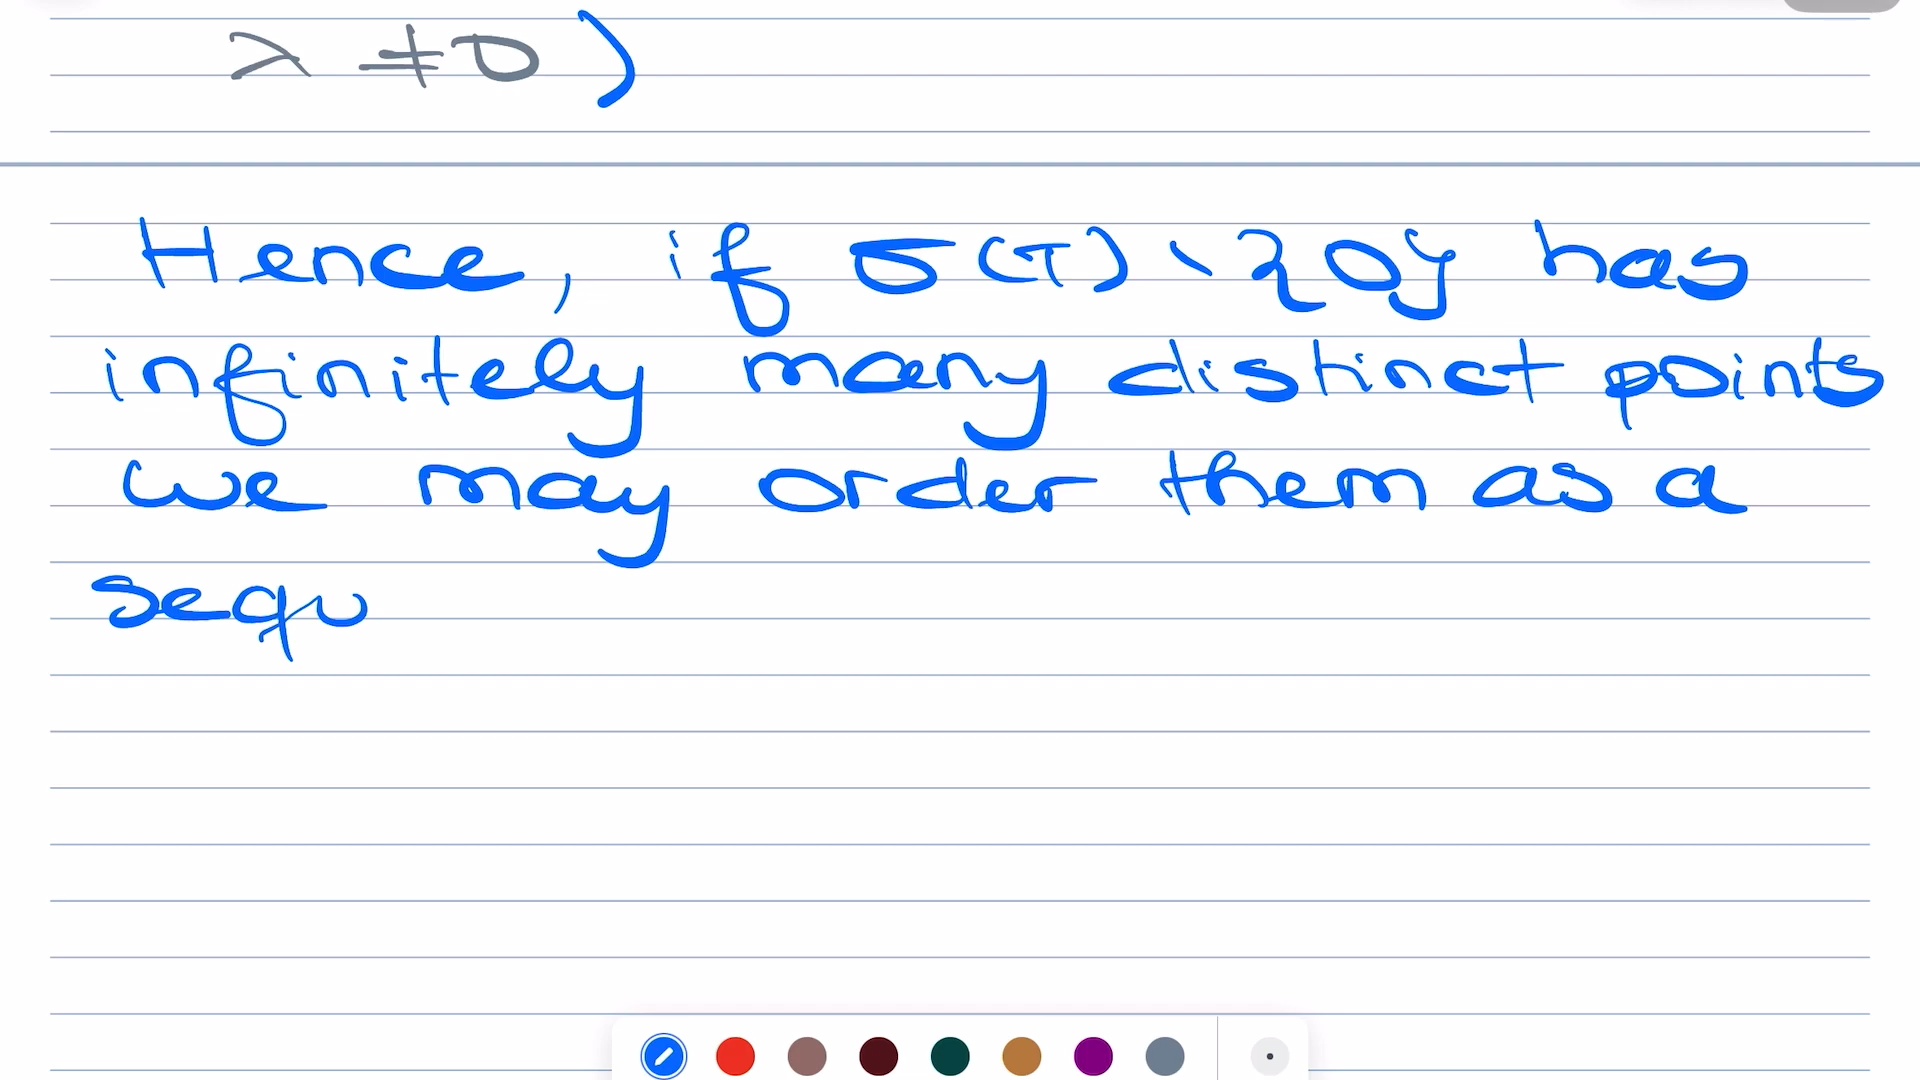 λ ≠0 )
Hence, if σ(T) \ {0} has
infinitely many distinct points
we may order them as a
sequ